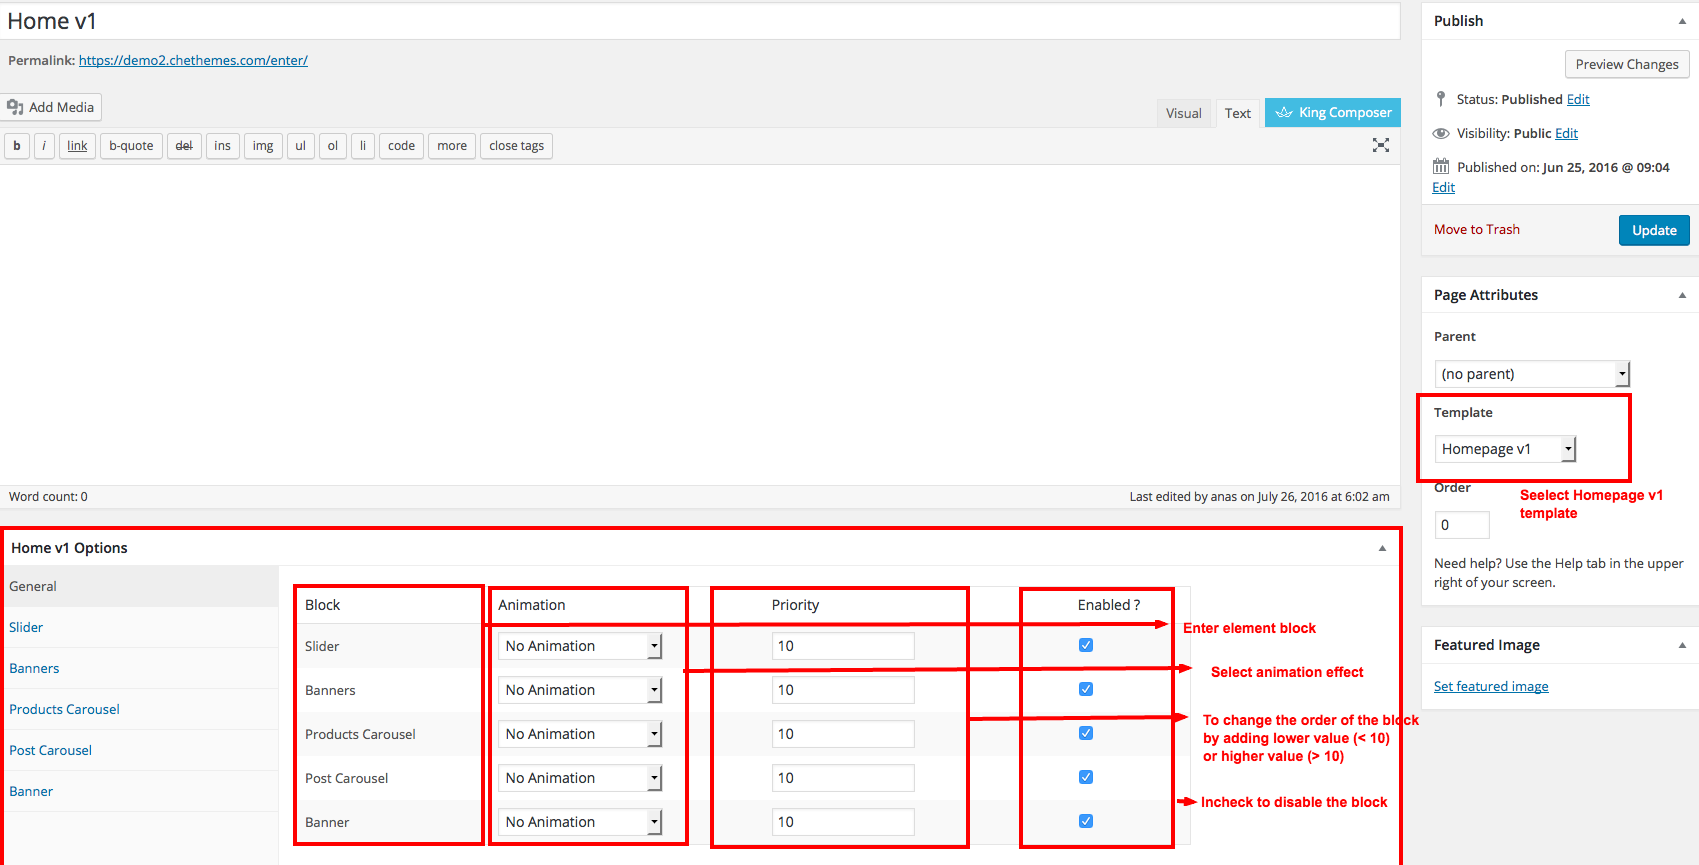 Home v1
Permalink: https://demo2.chethemes.com/enter/
Add Media
Visual Text King Composer
b i link b-quote del ins img ul ol li code more close tags
Word count: 0 Last edited by anas on July 26, 2016 at 6:02 am
Publish
Preview Changes
Status: Published Edit
Visibility: Public Edit
Published on: Jun 25, 2016 @ 09:04
Edit
Move to Trash Update
Page Attributes
Parent
(no parent)
Template
Homepage v1
Order
Seelect Homepage v1
template
0
Need help? Use the Help tab in the upper
right of your screen.
Featured Image
Set featured image
Home v1 Options
General
Slider
Banners
Products Carousel
Post Carousel
Banner
Block Animation Priority Enabled ?
Slider No Animation 10
Banners No Animation 10
Products Carousel No Animation 10
Post Carousel No Animation 10
Banner No Animation 10
Enter element block
Select animation effect
To change the order of the block
by adding lower value (< 10)
or higher value (> 10)
Incheck to disable the block